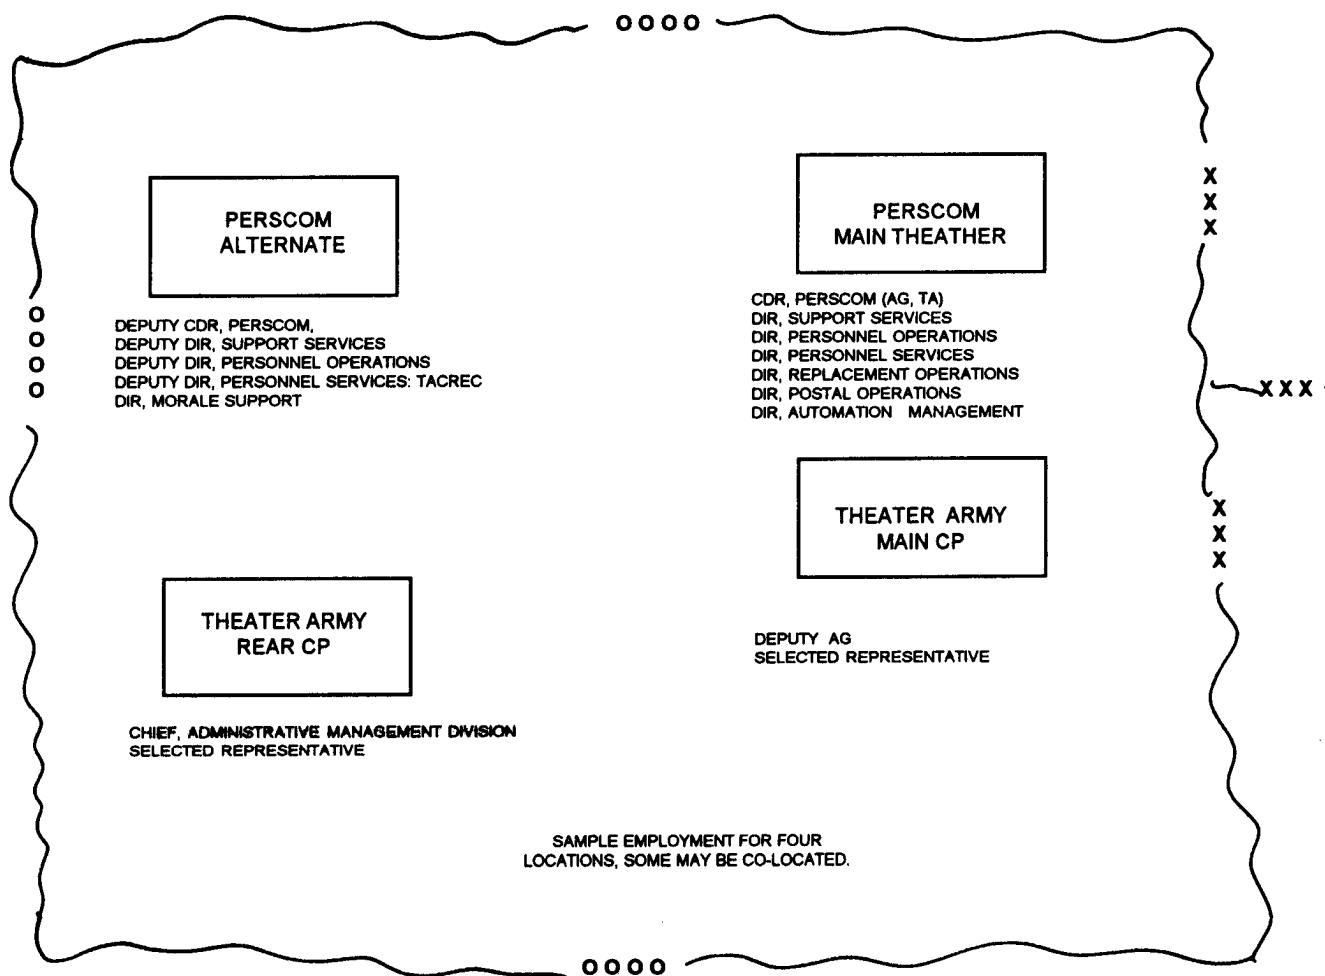 OOOO
PERSCOM
ALTERNATE
DEPUTY CDR, PERSCOM,
DEPUTY DIR, SUPPORT SERVICES
DEPUTY DIR, PERSONNEL OPERATIONS
DEPUTY DIR, PERSONNEL SERVICES: TACREC
DIR, MORALE SUPPORT
PERSCOM
MAIN THEATHER
CDR, PERSCOM (AG, TA)
DIR, SUPPORT SERVICES
DIR, PERSONNEL OPERATIONS
DIR, PERSONNEL SERVICES
DIR, REPLACEMENT OPERATIONS
DIR, POSTAL OPERATIONS
DIR, AUTOMATION MANAGEMENT
X
X
X
O
O
O
O
XXX
THEATER ARMY
MAIN CP
DEPUTY AG
SELECTED REPRESENTATIVE
X
X
X
THEATER ARMY
REAR CP
CHIEF, ADMINISTRATIVE MANAGEMENT DIVISION
SELECTED REPRESENTATIVE
SAMPLE EMPLOYMENT FOR FOUR
LOCATIONS, SOME MAY BE CO-LOCATED.
OOOO